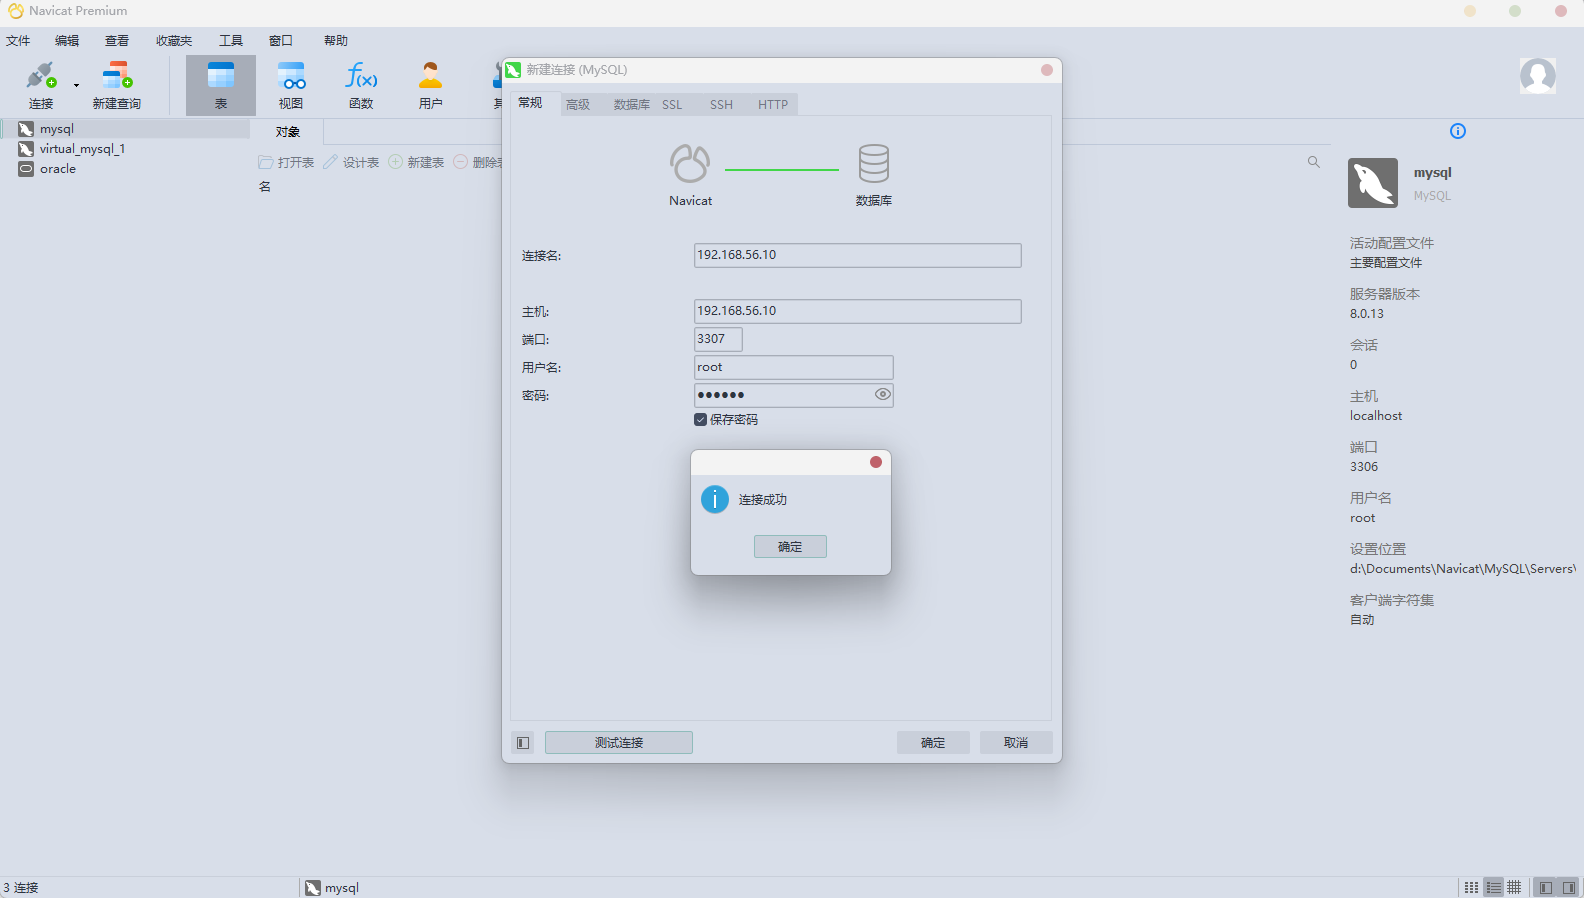 Navicat Premium
文件 编辑 查看 收藏夹 工具 窗口 帮助
连接 新建查询 表 视图 函数 用户
新建连接 (MySQL)
常规 高级 数据库 SSL SSH HTTP
mysql
virtual_mysql_1
oracle
对象
打开表 设计表 新建表 删除
名
Navicat 数据库
连接名: 192.168.56.10
主机: 192.168.56.10
端口: 3307
用户名: root
密码: ●●●●●●
保存密码
连接成功
确定
测试连接 确定 取消
mysql
MySQL
活动配置文件
主要配置文件
服务器版本
8.0.13
会话
0
主机
localhost
端口
3306
用户名
root
设置位置
d:\Documents\Navicat\MySQL\Servers\
客户端字符集
自动
3 连接 mysql